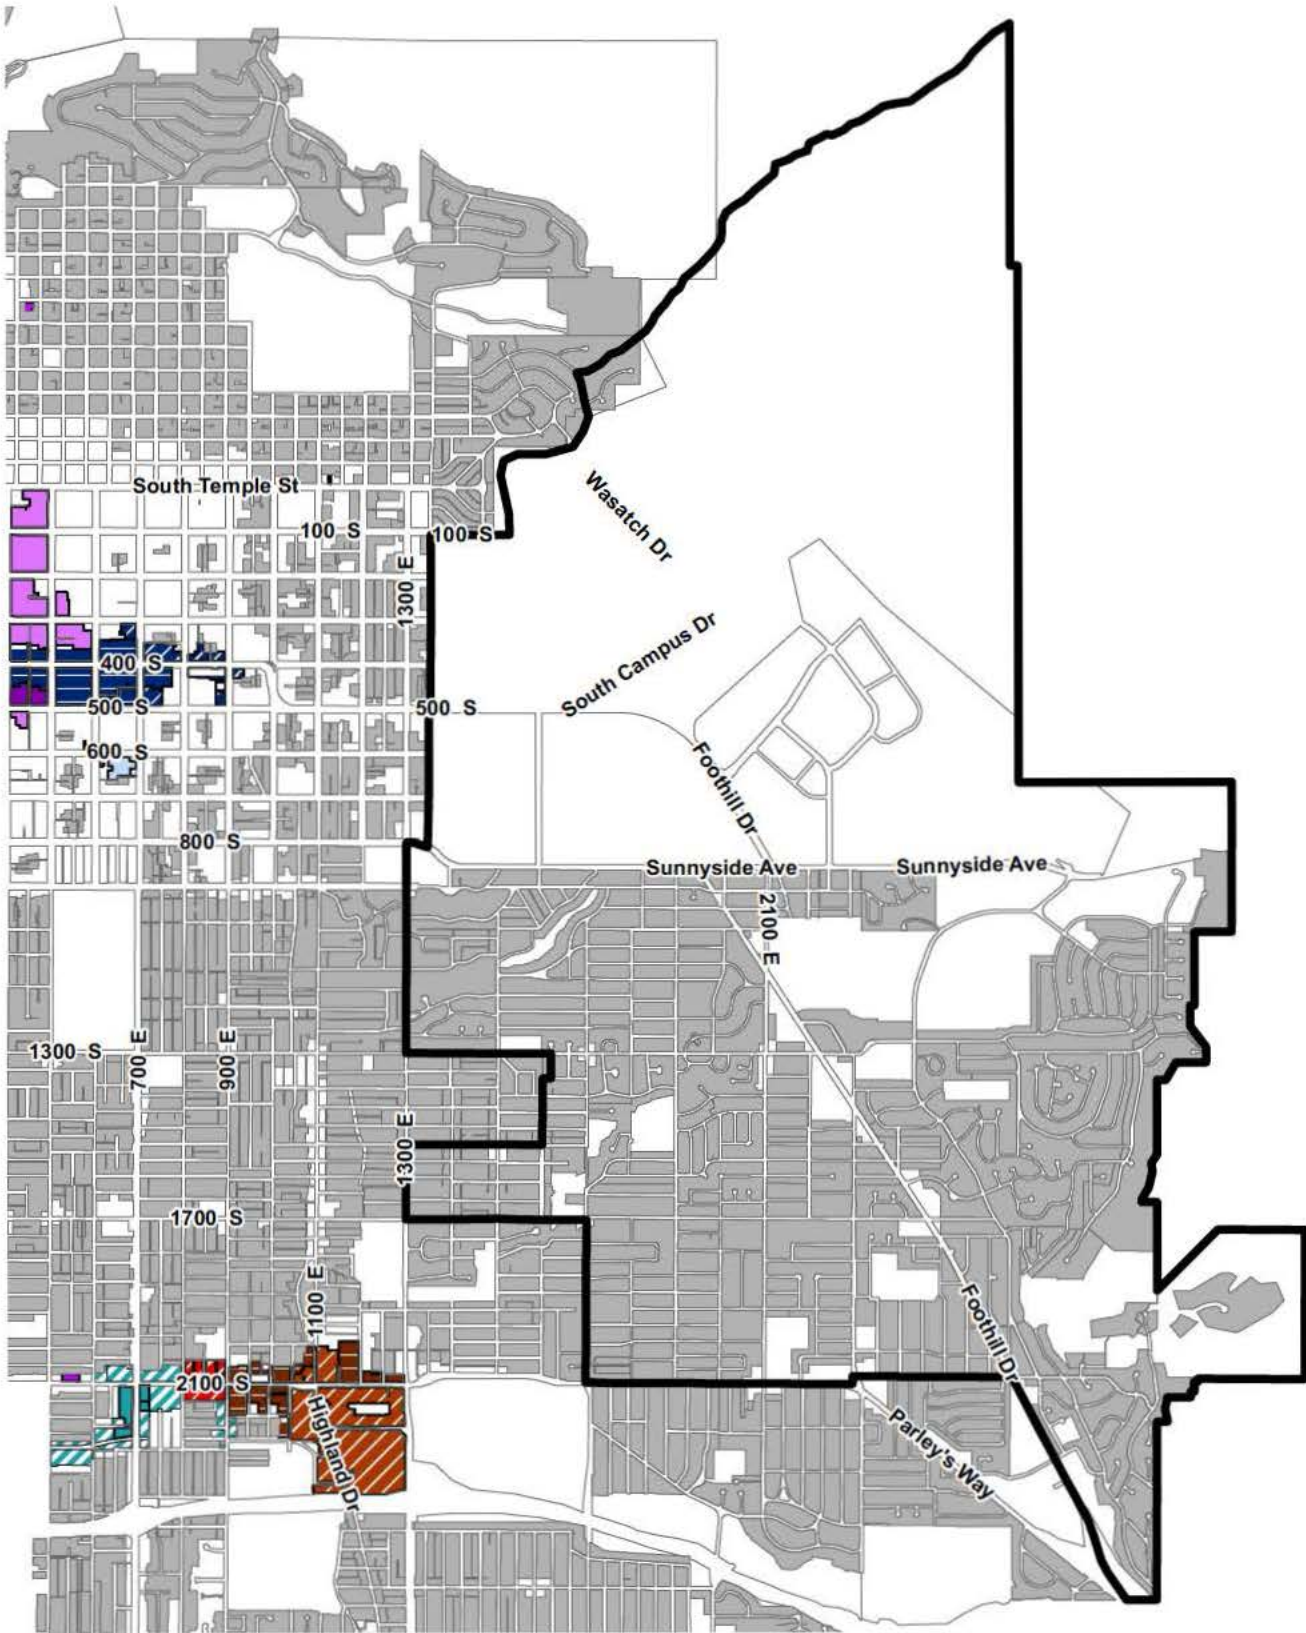 South Temple St
100 S
100 S
Wasatch Dr
1300 E
South Campus Dr
400 S
500 S
500 S
600 S
Foothill Dr
800 S
Sunnyside Ave
Sunnyside Ave
2100 E
1300 S
700 E
900 E
1300 E
1700 S
1100 E
Foothill Dr
2100 S
Highland Dr
Parley's Way